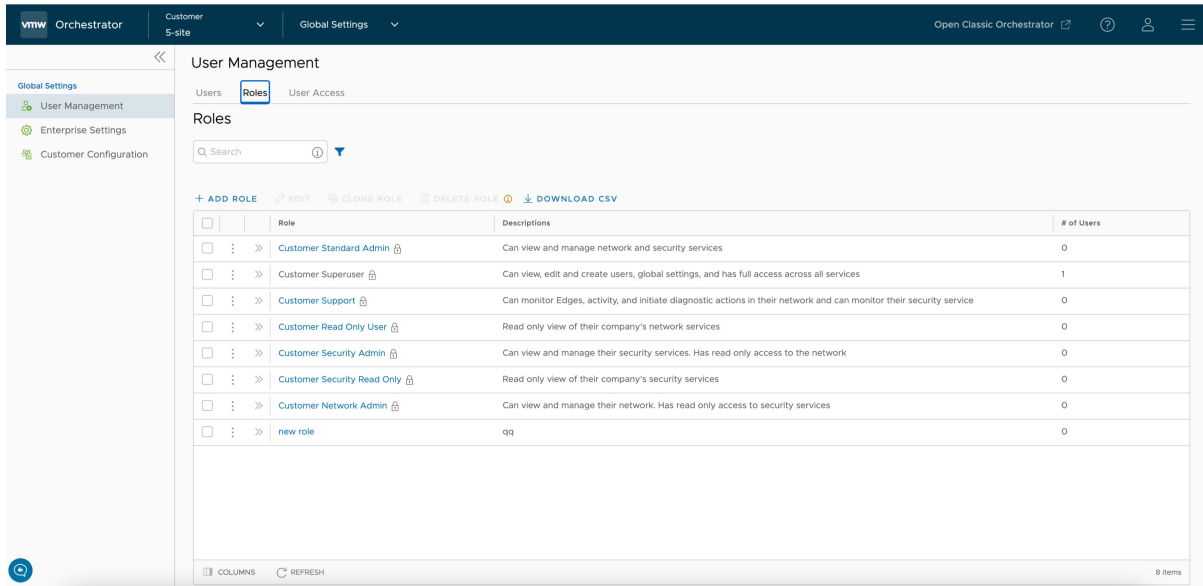 vmw Orchestrator
Customer
5-site
Global Settings
Open Classic Orchestrator
Global Settings
User Management
Enterprise Settings
Customer Configuration
User Management
Users Roles User Access
Roles
Search
+ ADD ROLE EDIT CLONE ROLE DELETE ROLE DOWNLOAD CSV
Role Descriptions # of Users
Customer Standard Admin Can view and manage network and security services 0
Customer Superuser Can view, edit and create users, global settings, and has full access across all services 1
Customer Support Can monitor Edges, activity, and initiate diagnostic actions in their network and can monitor their security service 0
Customer Read Only User Read only view of their company's network services 0
Customer Security Admin Can view and manage their security services. Has read only access to the network 0
Customer Security Read Only Read only view of their company's security services 0
Customer Network Admin Can view and manage their network. Has read only access to security services 0
new role qq 0
COLUMNS REFRESH 8 items